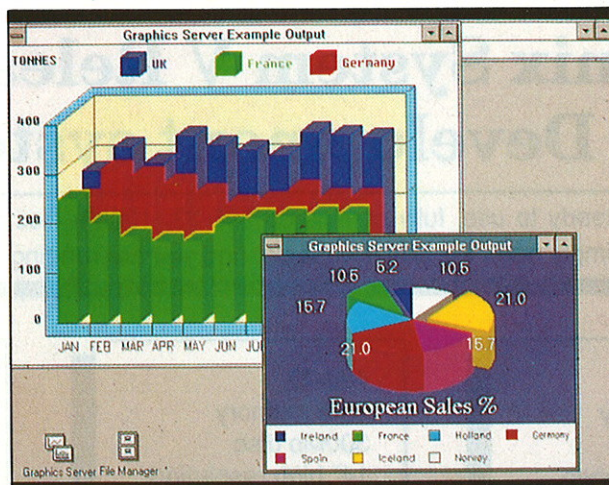 Graphics Server Example Output
TONNES
UK
France
Germany
400
300
200
100
0
JAN FEB MAR APR MAY JUN
Graphics Server Example Output
5.2
10.5
10.5
21.0
15.7
15.7
21.0
European Sales %
Ireland France Holland Germany
Spain Iceland Norway
Graphics Server File Manager